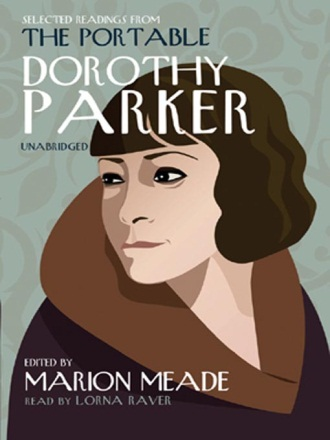 SELECTED READINGS FROM
THE PORTABLE
DOROTHY
PARKER
UNABRIDGED
EDITED BY
MARION MEADE
READ BY LORNA RAVER